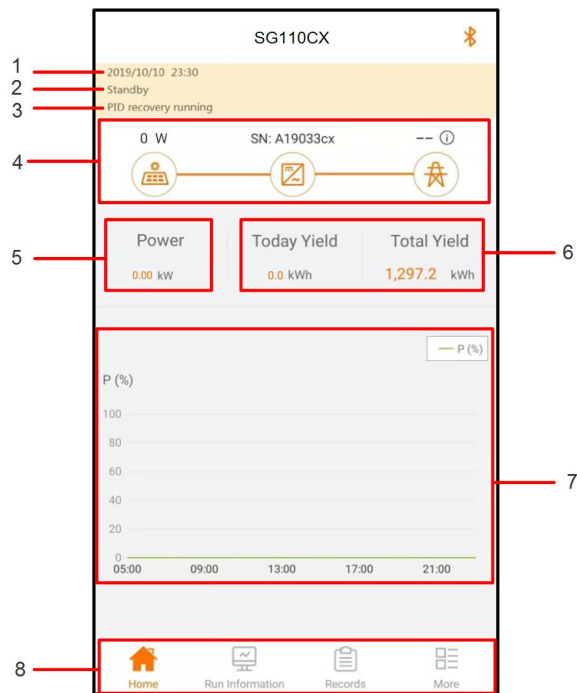 SG110CX
1
2019/10/10 23:30
2
Standby
3
PID recovery running
4
0 W SN: A19033cx --
5
Power Today Yield Total Yield
6
0.00 kW 0.0 kWh 1,297.2 kWh
P (%)
P (%)
100
80
60
7
40
20
0
05:00 09:00 13:00 17:00 21:00
8
Home Run Information Records More